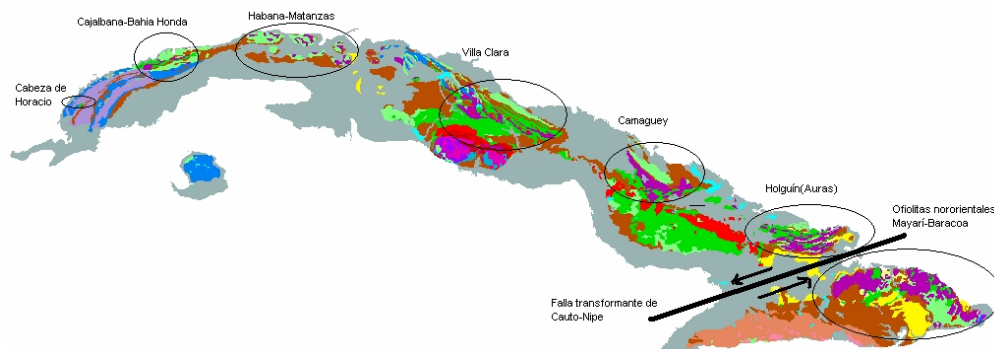 Cajalbana-Bahia Honda
Habana-Matanzas
Villa Clara
Cabeza de
Horacio
Camaguey
Holguín(Auras)
Ofiolitas nororientales
Mayarí-Baracoa
Falla transformante de
Cauto-Nipe